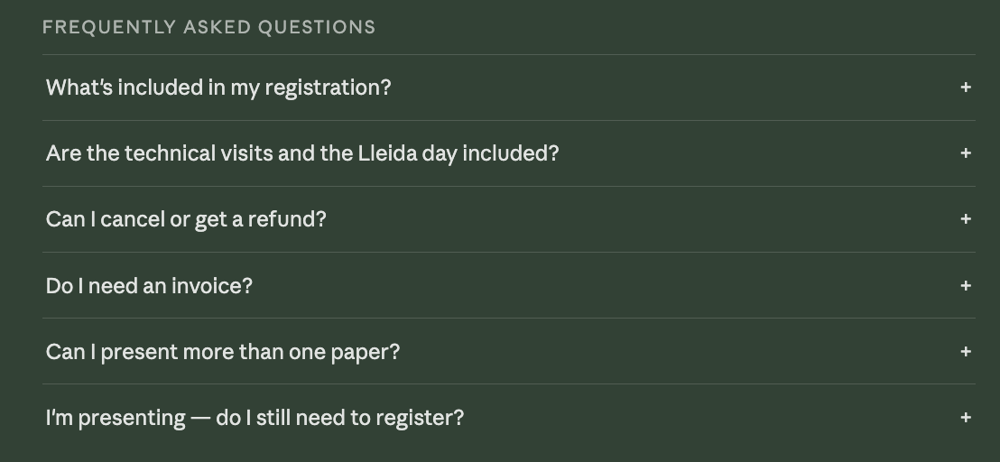 FREQUENTLY ASKED QUESTIONS
What's included in my registration? +
Are the technical visits and the Lleida day included? +
Can I cancel or get a refund? +
Do I need an invoice? +
Can I present more than one paper? +
I'm presenting — do I still need to register? +